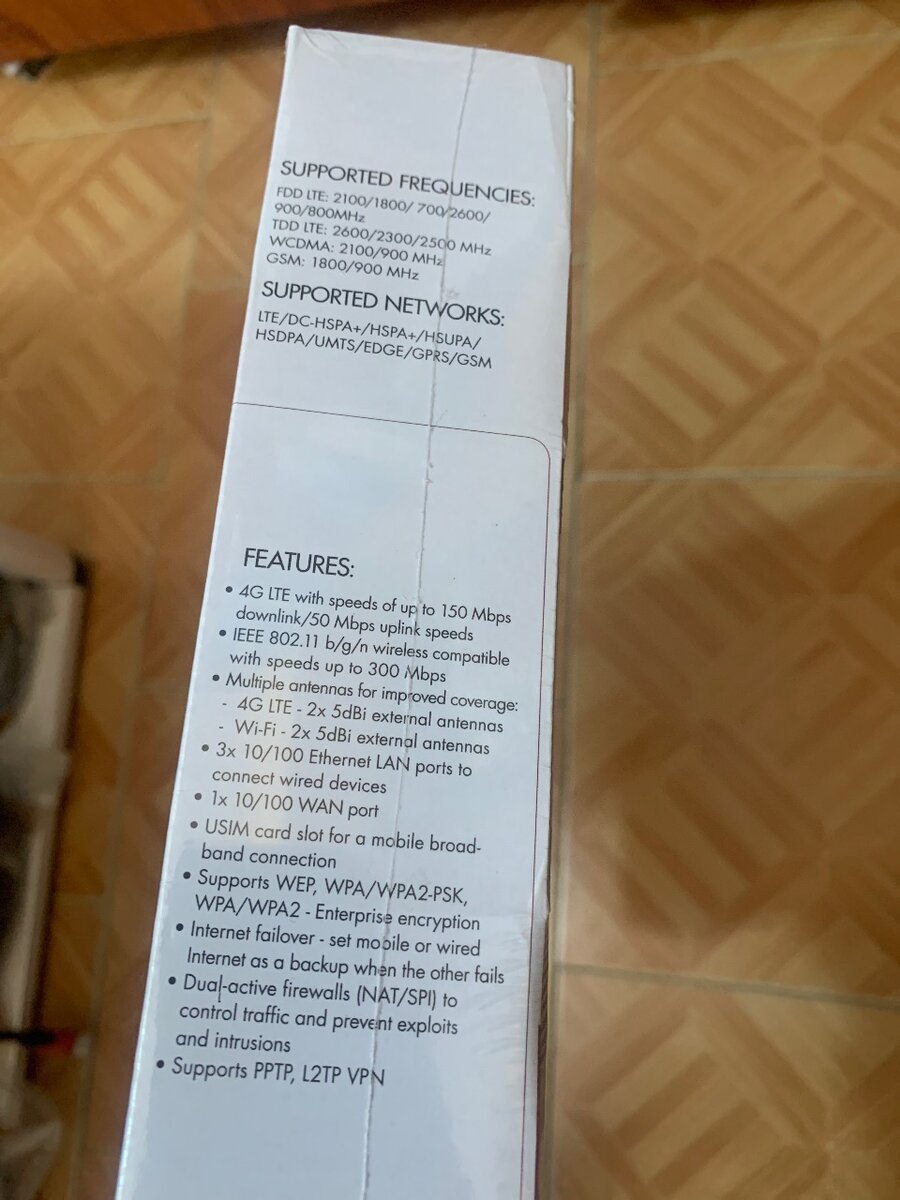 SUPPORTED FREQUENCIES:
FDD LTE: 2100/1800/ 700/2600/
900/800MHz
TDD LTE: 2600/2300/2500 MHz
WCDMA: 2100/900 MHz
GSM: 1800/900 MHz
SUPPORTED NETWORKS:
LTE/DC-HSPA+/HSPA+/HSUPA/
HSDPA/UMTS/EDGE/GPRS/GSM
FEATURES:
• 4G LTE with speeds of up to 150 Mbps
downlink/50 Mbps uplink speeds
• IEEE 802.11 b/g/n wireless compatible
with speeds up to 300 Mbps
• Multiple antennas for improved coverage:
- 4G LTE - 2x 5dBi external antennas
- Wi-Fi - 2x 5dBi external antennas
• 3x 10/100 Ethernet LAN ports to
connect wired devices
• 1x 10/100 WAN port
• USIM card slot for a mobile broad-
band connection
• Supports WEP, WPA/WPA2-PSK,
WPA/WPA2 - Enterprise encryption
• Internet failover - set mobile or wired
Internet as a backup when the other fails
• Dual-active firewalls (NAT/SPI) to
control traffic and prevent exploits
and intrusions
• Supports PPTP, L2TP VPN